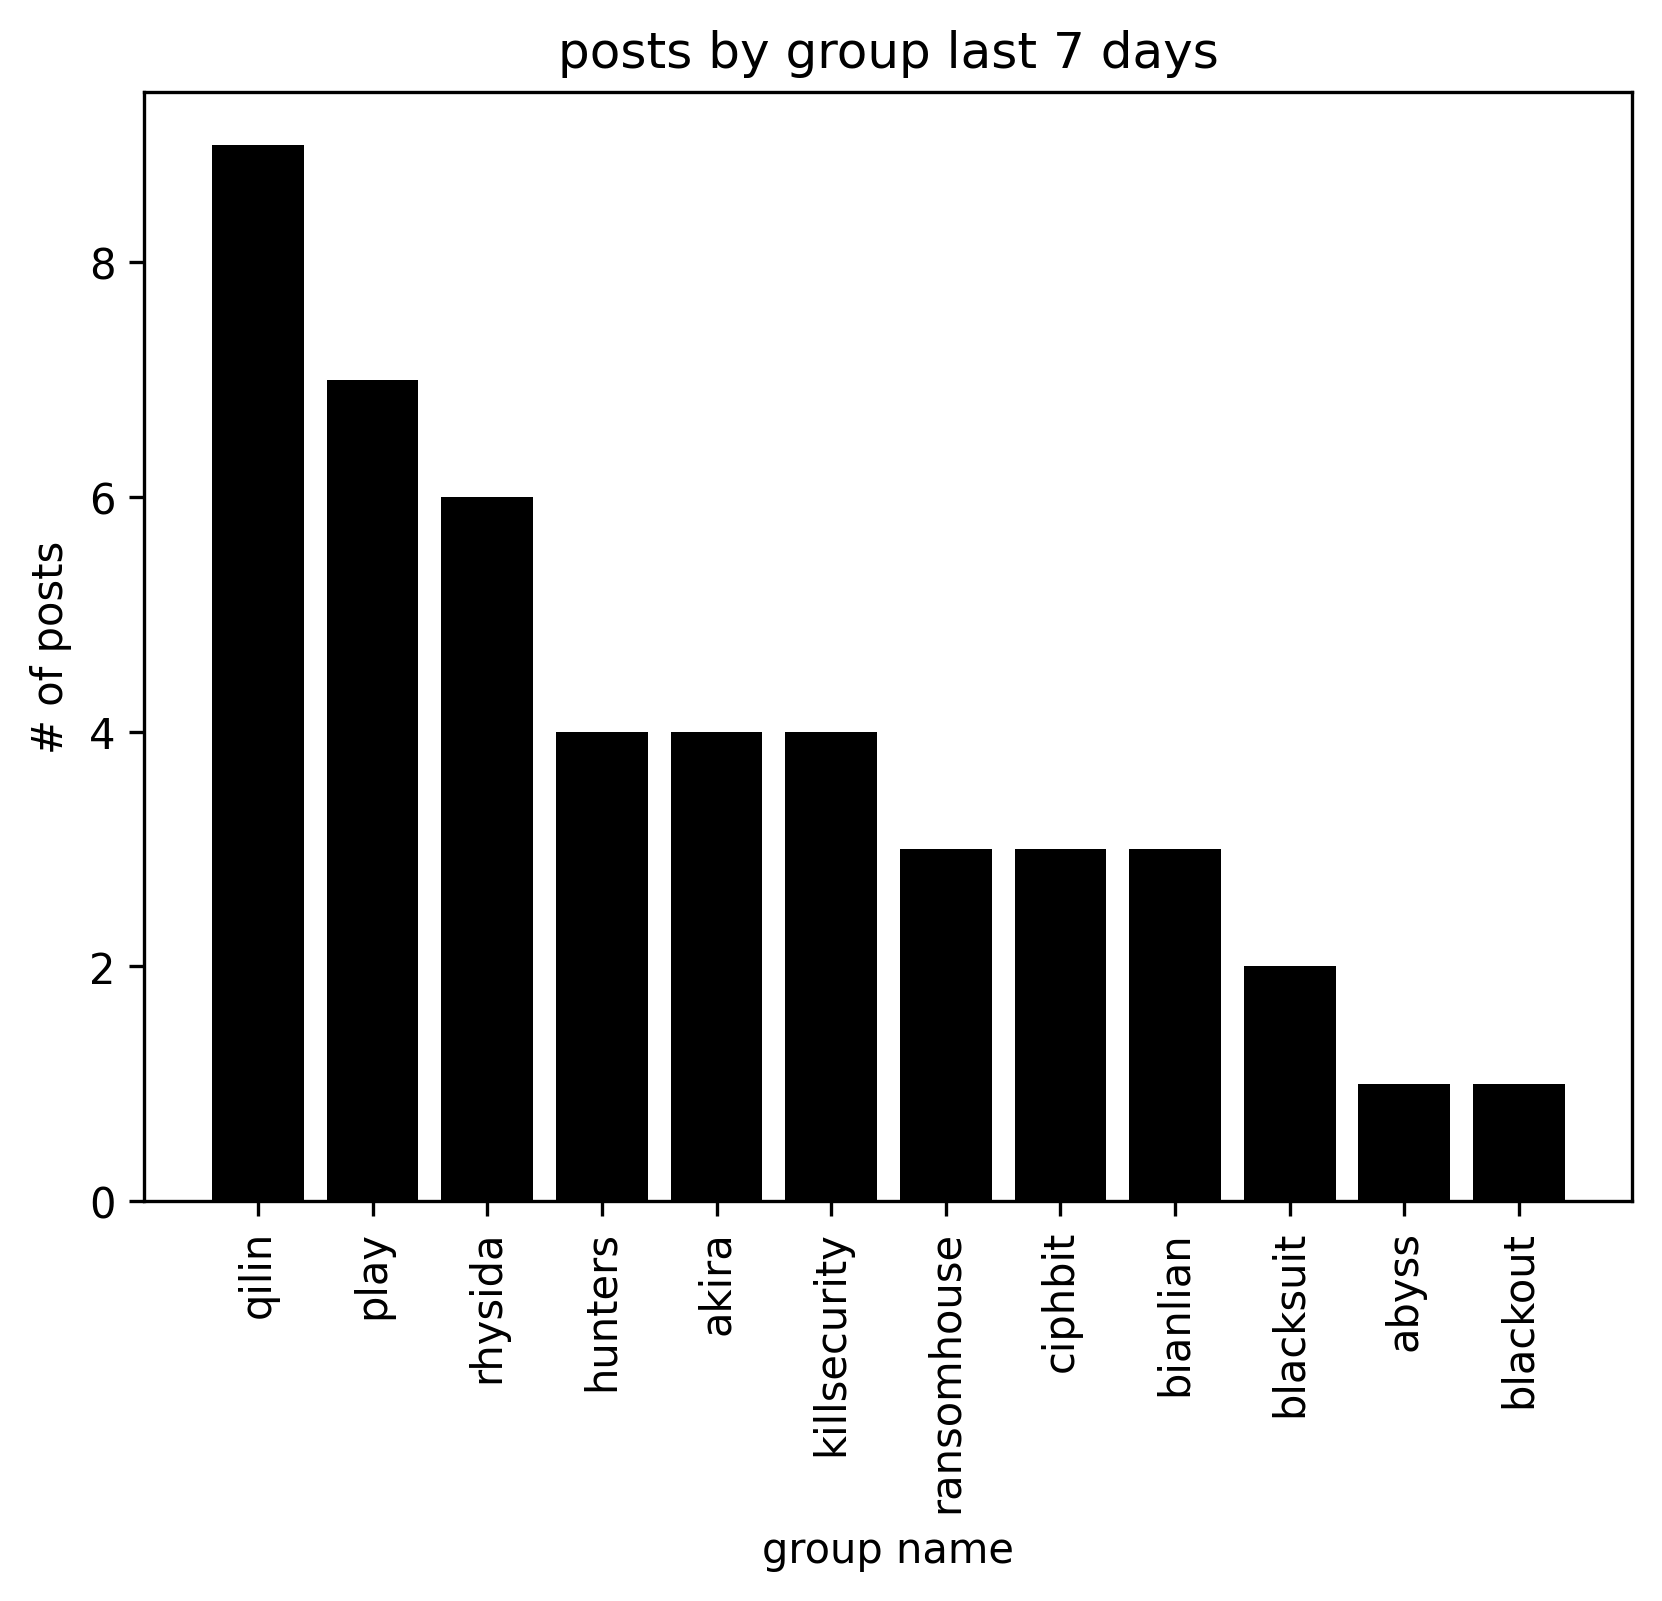 posts by group last 7 days
# of posts
8
6
4
2
0
qilin
play
rhysida
hunters
akira
killsecurity
ransomhouse
ciphbit
bianlian
blacksuit
abyss
blackout
group name